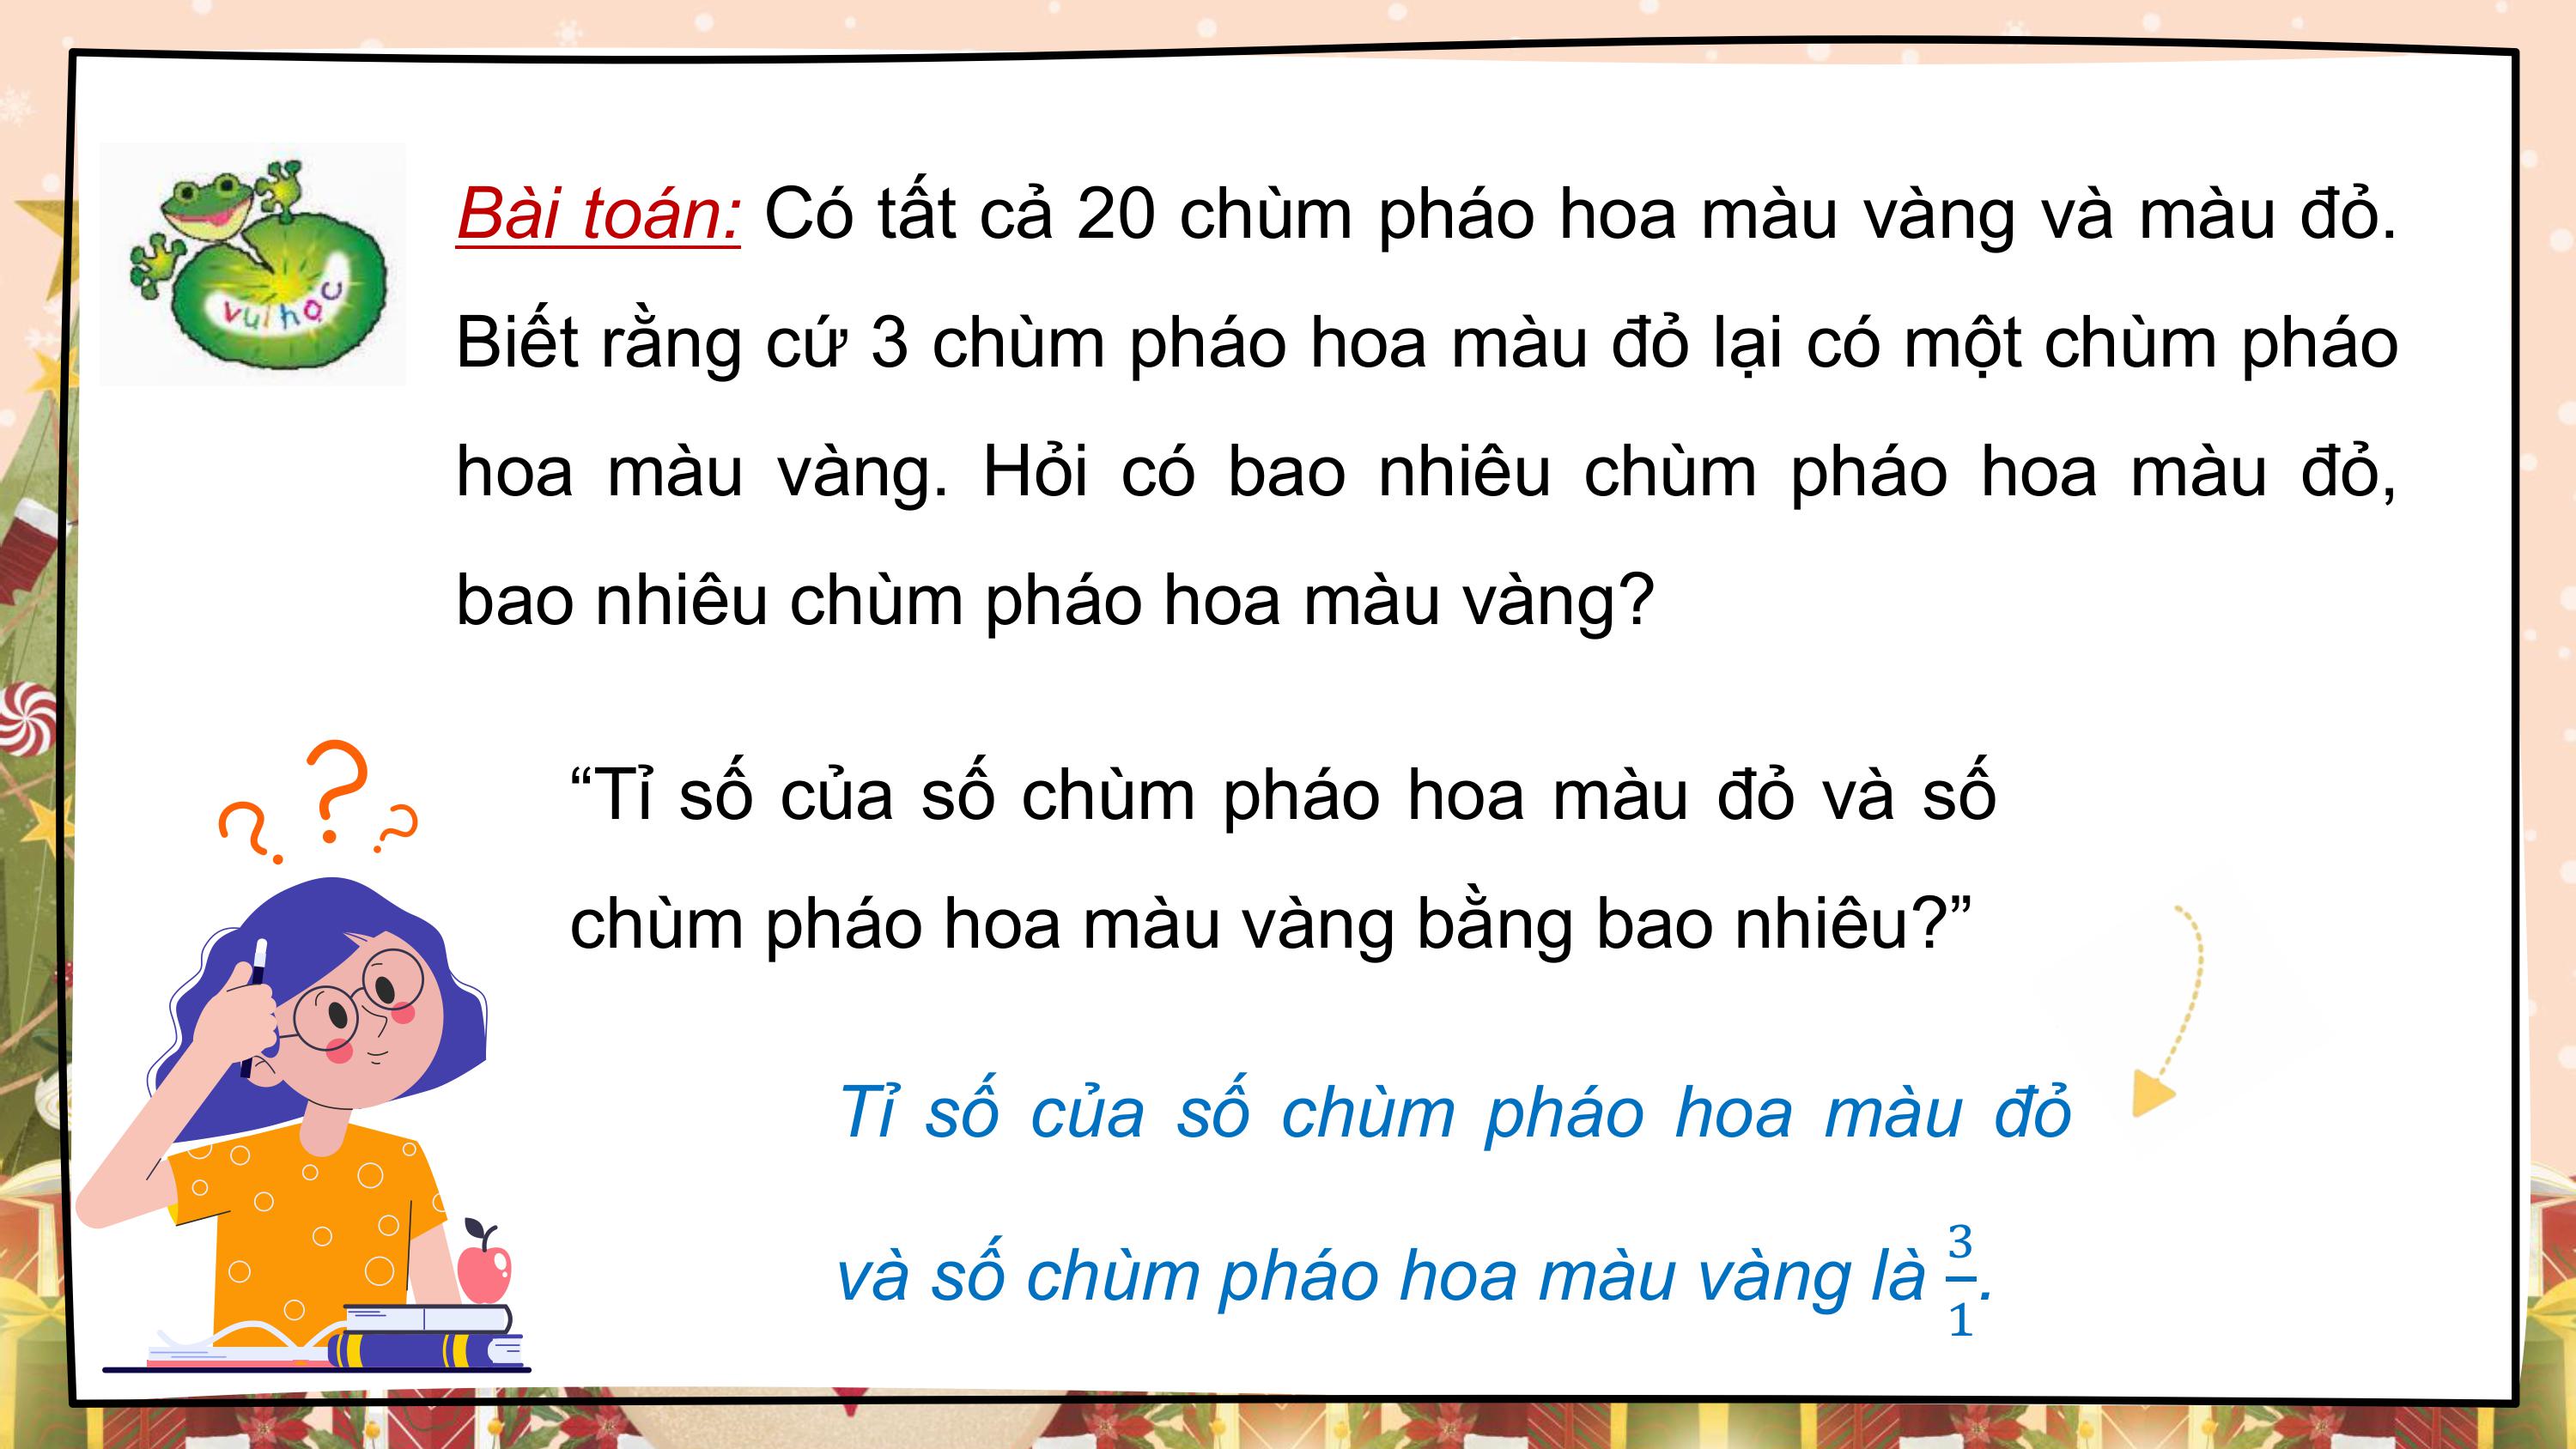 vui học
Bài toán: Có tất cả 20 chùm pháo hoa màu vàng và màu đỏ.
Biết rằng cứ 3 chùm pháo hoa màu đỏ lại có một chùm pháo
hoa màu vàng. Hỏi có bao nhiêu chùm pháo hoa màu đỏ,
bao nhiêu chùm pháo hoa màu vàng?
“Tỉ số của số chùm pháo hoa màu đỏ và số
chùm pháo hoa màu vàng bằng bao nhiêu?”
Tỉ số của số chùm pháo hoa màu đỏ
và số chùm pháo hoa màu vàng là 3/1.